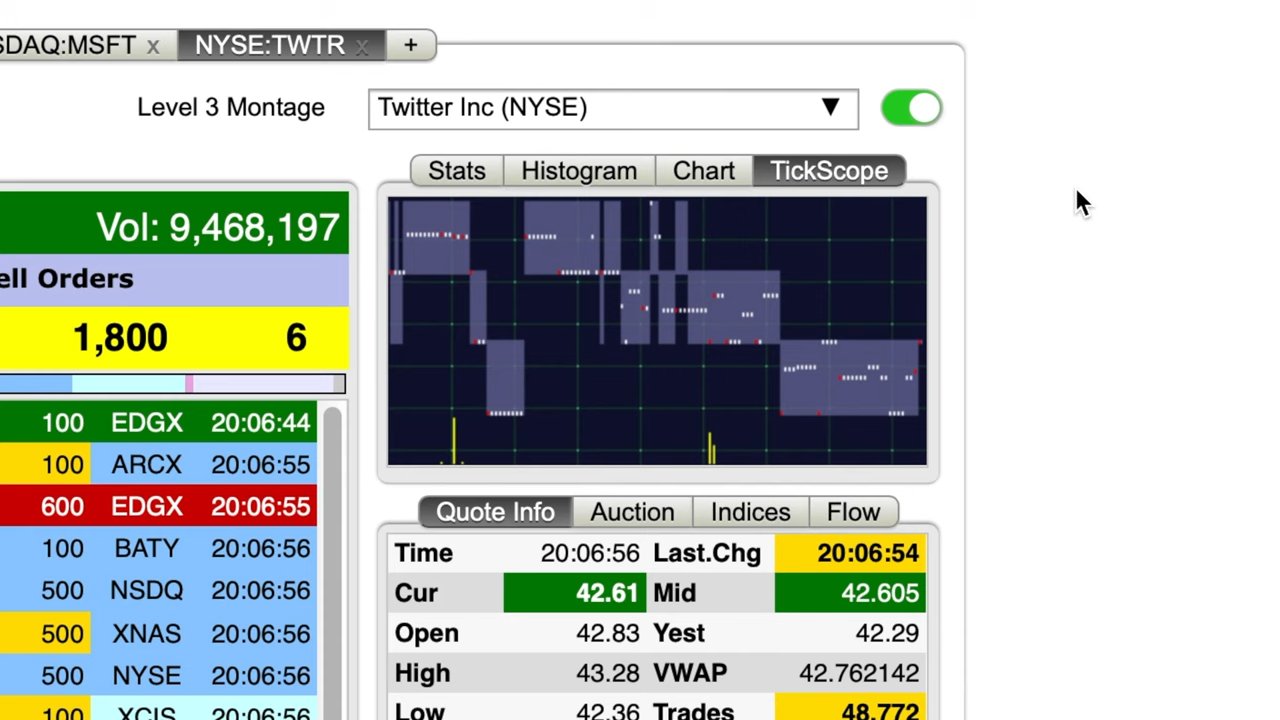 SDAQ:MSFT x NYSE:TWTR x +
Level 3 Montage Twitter Inc (NYSE) ▼
Stats Histogram Chart TickScope
Vol: 9,468,197
ell Orders
1,800 6
100 EDGX 20:06:44
100 ARCX 20:06:55
600 EDGX 20:06:55
100 BATY 20:06:56
500 NSDQ 20:06:56
500 XNAS 20:06:56
500 NYSE 20:06:56
100 XCIS 20:06:56
Quote Info Auction Indices Flow
Time 20:06:56 Last.Chg 20:06:54
Cur 42.61 Mid 42.605
Open 42.83 Yest 42.29
High 43.28 VWAP 42.762142
Low 42.36 Trades 48,772